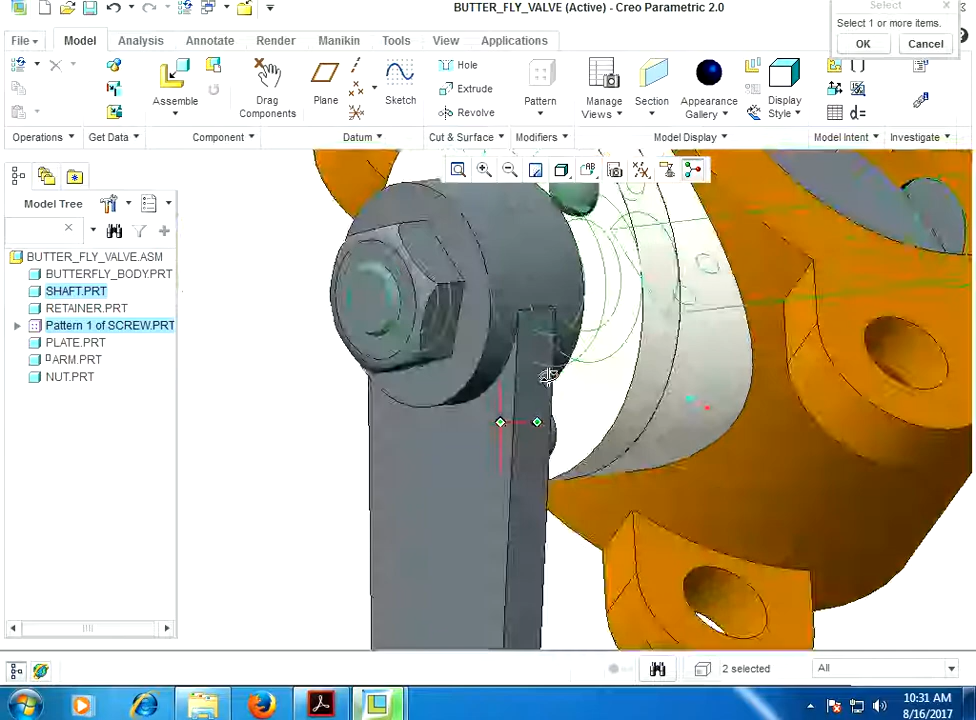 BUTTER_FLY_VALVE (Active) - Creo Parametric 2.0
Select
Select 1 or more items.
OK
Cancel
File
Model
Analysis
Annotate
Render
Manikin
Tools
View
Applications
Assemble
Drag
Components
Plane
Sketch
Hole
Extrude
Revolve
Pattern
Manage
Views
Section
Appearance
Gallery
Display
Style
Operations
Get Data
Component
Datum
Cut & Surface
Modifiers
Model Display
Model Intent
Investigate
Model Tree
BUTTER_FLY_VALVE.ASM
BUTTERFLY_BODY.PRT
SHAFT.PRT
RETAINER.PRT
Pattern 1 of SCREW.PRT
PLATE.PRT
ARM.PRT
NUT.PRT
2 selected
All
10:31 AM
8/16/2017